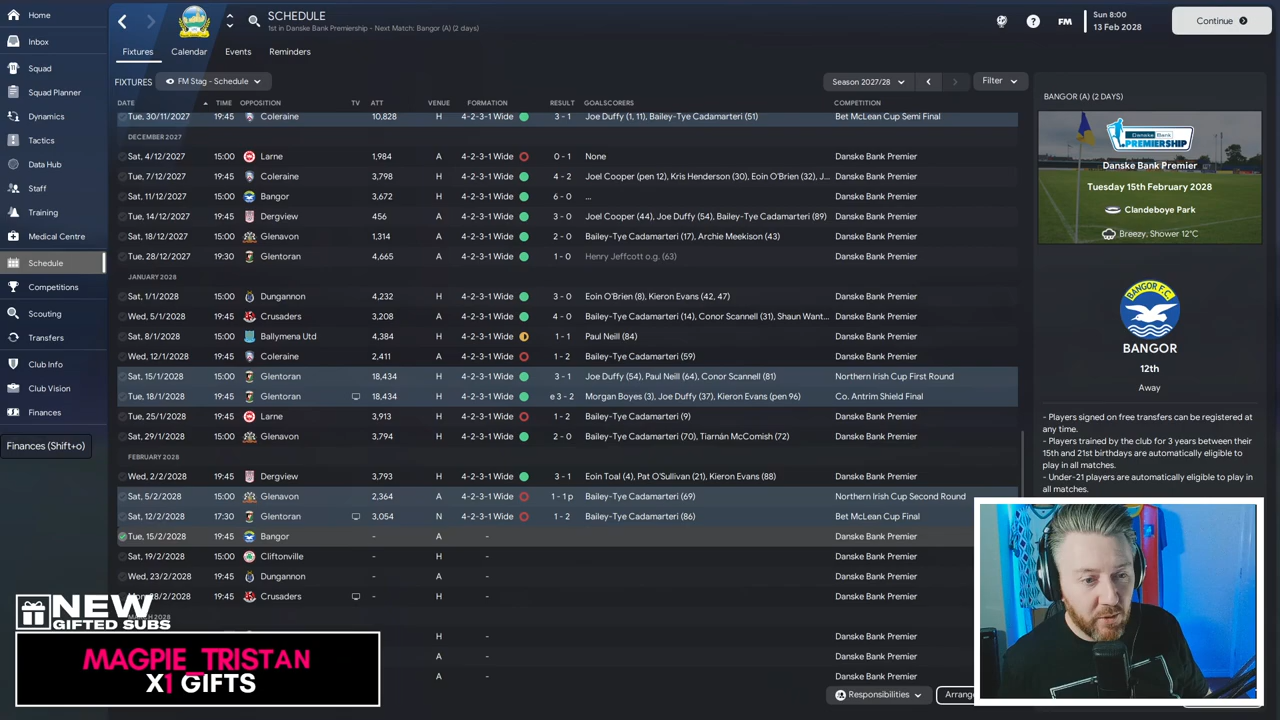 Home
Inbox
Squad
Squad Planner
Dynamics
Tactics
Data Hub
Staff
Training
Medical Centre
Schedule
Competitions
Scouting
Transfers
Club Info
Club Vision
Finances
Finances (Shift+o)
SCHEDULE
1st in Danske Bank Premiership - Next Match: Bangor (A) (2 days)
FM
Sun 8:00
13 Feb 2028
Continue
Fixtures Calendar Events Reminders
FIXTURES FM Stag - Schedule Season 2027/28 Filter
DATE TIME OPPOSITION TV ATT VENUE FORMATION RESULT GOALSCORERS COMPETITION
Tue, 30/11/2027 19:45 Coleraine 10,828 H 4-2-3-1 Wide 3 - 1 Joe Duffy (1, 11), Bailey-Tye Cadamarteri (51) Bet McLean Cup Semi Final
DECEMBER 2027
Sat, 4/12/2027 15:00 Larne 1,984 A 4-2-3-1 Wide 0 - 1 None Danske Bank Premier
Tue, 7/12/2027 19:45 Coleraine 3,798 H 4-2-3-1 Wide 4 - 2 Joel Cooper (pen 12), Kris Henderson (30), Eoin O'Brien (32), J... Danske Bank Premier
Sat, 11/12/2027 15:00 Bangor 3,672 H 4-2-3-1 Wide 6 - 0 ... Danske Bank Premier
Tue, 14/12/2027 19:45 Dergview 456 A 4-2-3-1 Wide 3 - 0 Joel Cooper (44), Joe Duffy (54), Bailey-Tye Cadamarteri (89) Danske Bank Premier
Sat, 18/12/2027 15:00 Glenavon 1,314 A 4-2-3-1 Wide 2 - 0 Bailey-Tye Cadamarteri (17), Archie Meekison (43) Danske Bank Premier
Tue, 28/12/2027 19:30 Glentoran 4,665 H 4-2-3-1 Wide 1 - 0 Henry Jeffcott o.g. (63) Danske Bank Premier
JANUARY 2028
Sat, 1/1/2028 15:00 Dungannon 4,232 H 4-2-3-1 Wide 3 - 0 Eoin O'Brien (8), Kieron Evans (42, 47) Danske Bank Premier
Wed, 5/1/2028 19:45 Crusaders 3,208 A 4-2-3-1 Wide 4 - 0 Bailey-Tye Cadamarteri (14), Conor Scannell (31), Shaun Want... Danske Bank Premier
Sat, 8/1/2028 15:00 Ballymena Utd 4,384 H 4-2-3-1 Wide 1 - 1 Paul Neill (84) Danske Bank Premier
Wed, 12/1/2028 19:45 Coleraine 2,411 A 4-2-3-1 Wide 1 - 2 Bailey-Tye Cadamarteri (59) Danske Bank Premier
Sat, 15/1/2028 15:00 Glentoran 18,434 H 4-2-3-1 Wide 3 - 1 Joe Duffy (54), Paul Neill (64), Conor Scannell (81) Northern Irish Cup First Round
Tue, 18/1/2028 19:45 Glentoran 18,434 H 4-2-3-1 Wide e 3 - 2 Morgan Boyes (3), Joe Duffy (37), Kieron Evans (pen 96) Co. Antrim Shield Final
Tue, 25/1/2028 19:45 Larne 3,913 H 4-2-3-1 Wide 1 - 2 Bailey-Tye Cadamarteri (9) Danske Bank Premier
Sat, 29/1/2028 15:00 Glenavon 3,794 H 4-2-3-1 Wide 2 - 0 Bailey-Tye Cadamarteri (70), Tiarnán McComish (72) Danske Bank Premier
FEBRUARY 2028
Wed, 2/2/2028 19:45 Dergview 3,793 H 4-2-3-1 Wide 3 - 1 Eoin Toal (4), Pat O'Sullivan (21), Kieron Evans (88) Danske Bank Premier
Sat, 5/2/2028 15:00 Glenavon 2,364 A 4-2-3-1 Wide 1 - 1 p Bailey-Tye Cadamarteri (69) Northern Irish Cup Second Round
Sat, 12/2/2028 17:30 Glentoran 3,054 N 4-2-3-1 Wide 1 - 2 Bailey-Tye Cadamarteri (86) Bet McLean Cup Final
Tue, 15/2/2028 19:45 Bangor - A - Danske Bank Premier
Sat, 19/2/2028 15:00 Cliftonville - A - Danske Bank Premier
Wed, 23/2/2028 19:45 Dungannon - A - Danske Bank Premier
8/2/2028 19:45 Crusaders - H - Danske Bank Premier
H - Danske Bank Premier
A - Danske Bank Premier
A - Danske Bank Premier
Responsibilities Arrange
BANGOR (A) (2 DAYS)
Danske Bank
PREMIERSHIP
Danske Bank Premier
Tuesday 15th February 2028
Clandeboye Park
Breezy, Shower 12°C
BANGOR F.C.
BANGOR
12th
Away
- Players signed on free transfers can be registered at
any time.
- Players trained by the club for 3 years between their
15th and 21st birthdays are automatically eligible to
play in all matches.
- Under-21 players are automatically eligible to play in
all matches.
NEW
GIFTED SUBS
MAGPIE_TRISTAN
X1 GIFTS